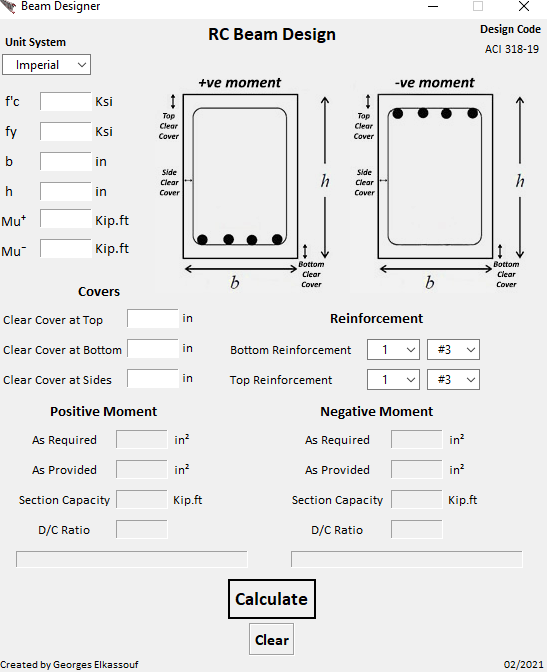 Beam Designer
RC Beam Design
Design Code
ACI 318-19
Unit System
Imperial
f'c Ksi
fy Ksi
b in
h in
Mu⁺ Kip.ft
Mu⁻ Kip.ft
+ve moment
Top
Clear
Cover
Side
Clear
Cover
h
Bottom
Clear
Cover
b
-ve moment
Top
Clear
Cover
Side
Clear
Cover
h
Bottom
Clear
Cover
b
Covers
Clear Cover at Top in
Clear Cover at Bottom in
Clear Cover at Sides in
Reinforcement
Bottom Reinforcement 1 #3
Top Reinforcement 1 #3
Positive Moment
As Required in²
As Provided in²
Section Capacity Kip.ft
D/C Ratio
Negative Moment
As Required in²
As Provided in²
Section Capacity Kip.ft
D/C Ratio
Calculate
Clear
Created by Georges Elkassouf
02/2021